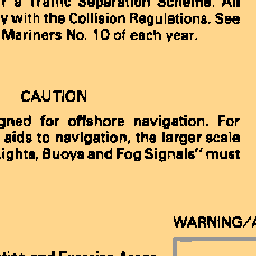 r a Traffic Separation Scheme. All
y with the Collision Regulations. See
Mariners No. 10 of each year.
CAUTION
gned for offshore navigation. For
aids to navigation, the larger scale
ights, Buoys and Fog Signals" must
WARNING/A